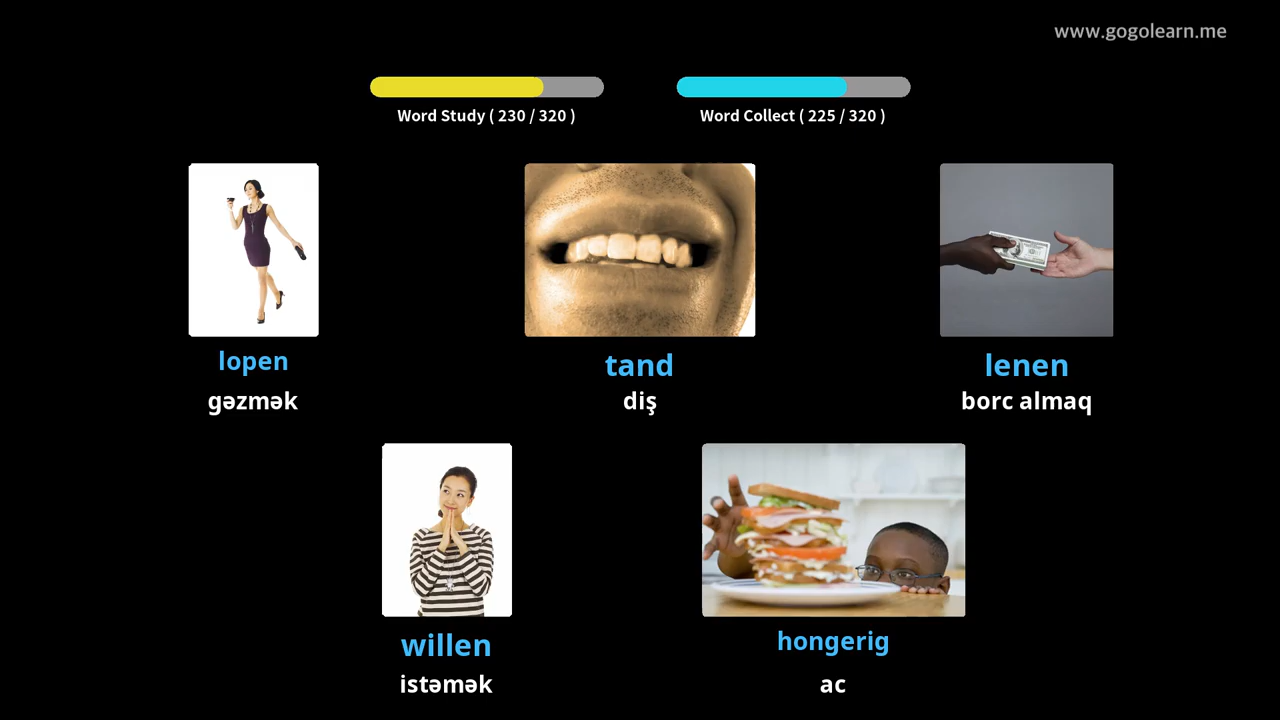 www.gogolearn.me
Word Study ( 230 / 320 )
Word Collect ( 225 / 320 )
lopen
gəzmək
tand
diş
lenen
borc almaq
willen
istəmək
hongerig
ac